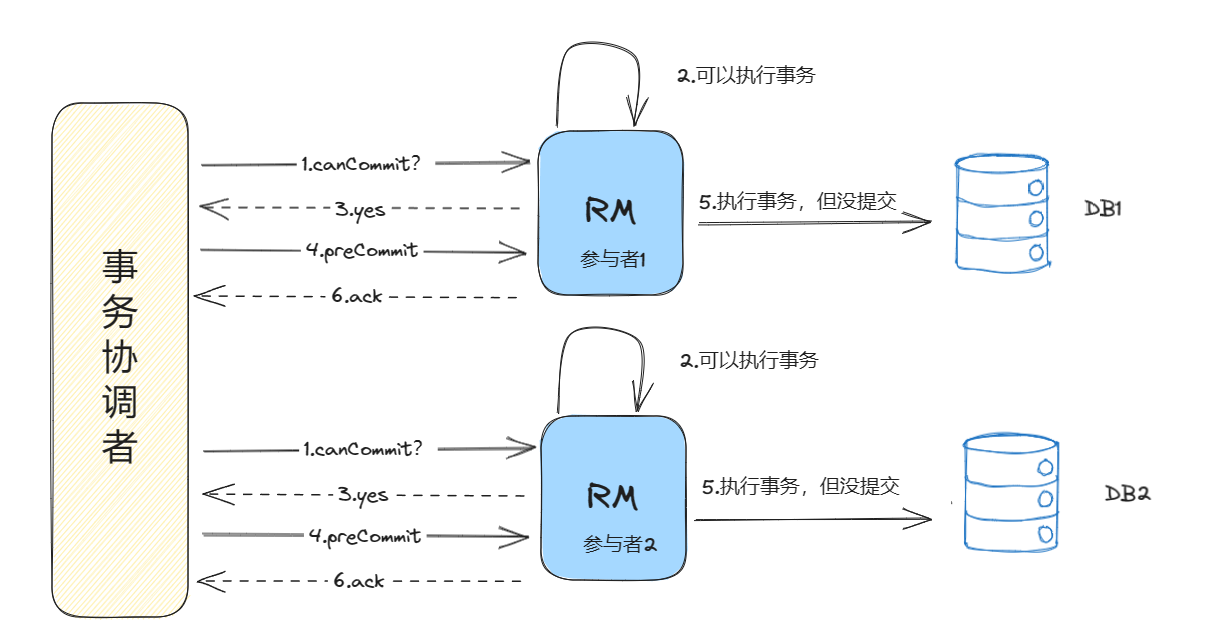 事务协调者
2.可以执行事务
1.canCommit?
3.yes
4.preCommit
6.ack
RM
参与者1
5.执行事务，但没提交
DB1
2.可以执行事务
1.canCommit?
3.yes
4.preCommit
6.ack
RM
参与者2
5.执行事务，但没提交
DB2